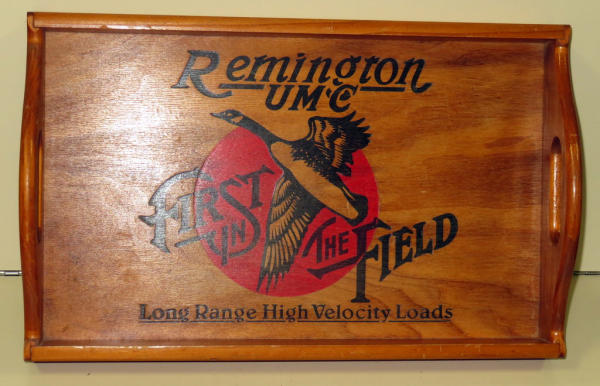 Remington
UMC
First in The Field
Long Range High Velocity Loads